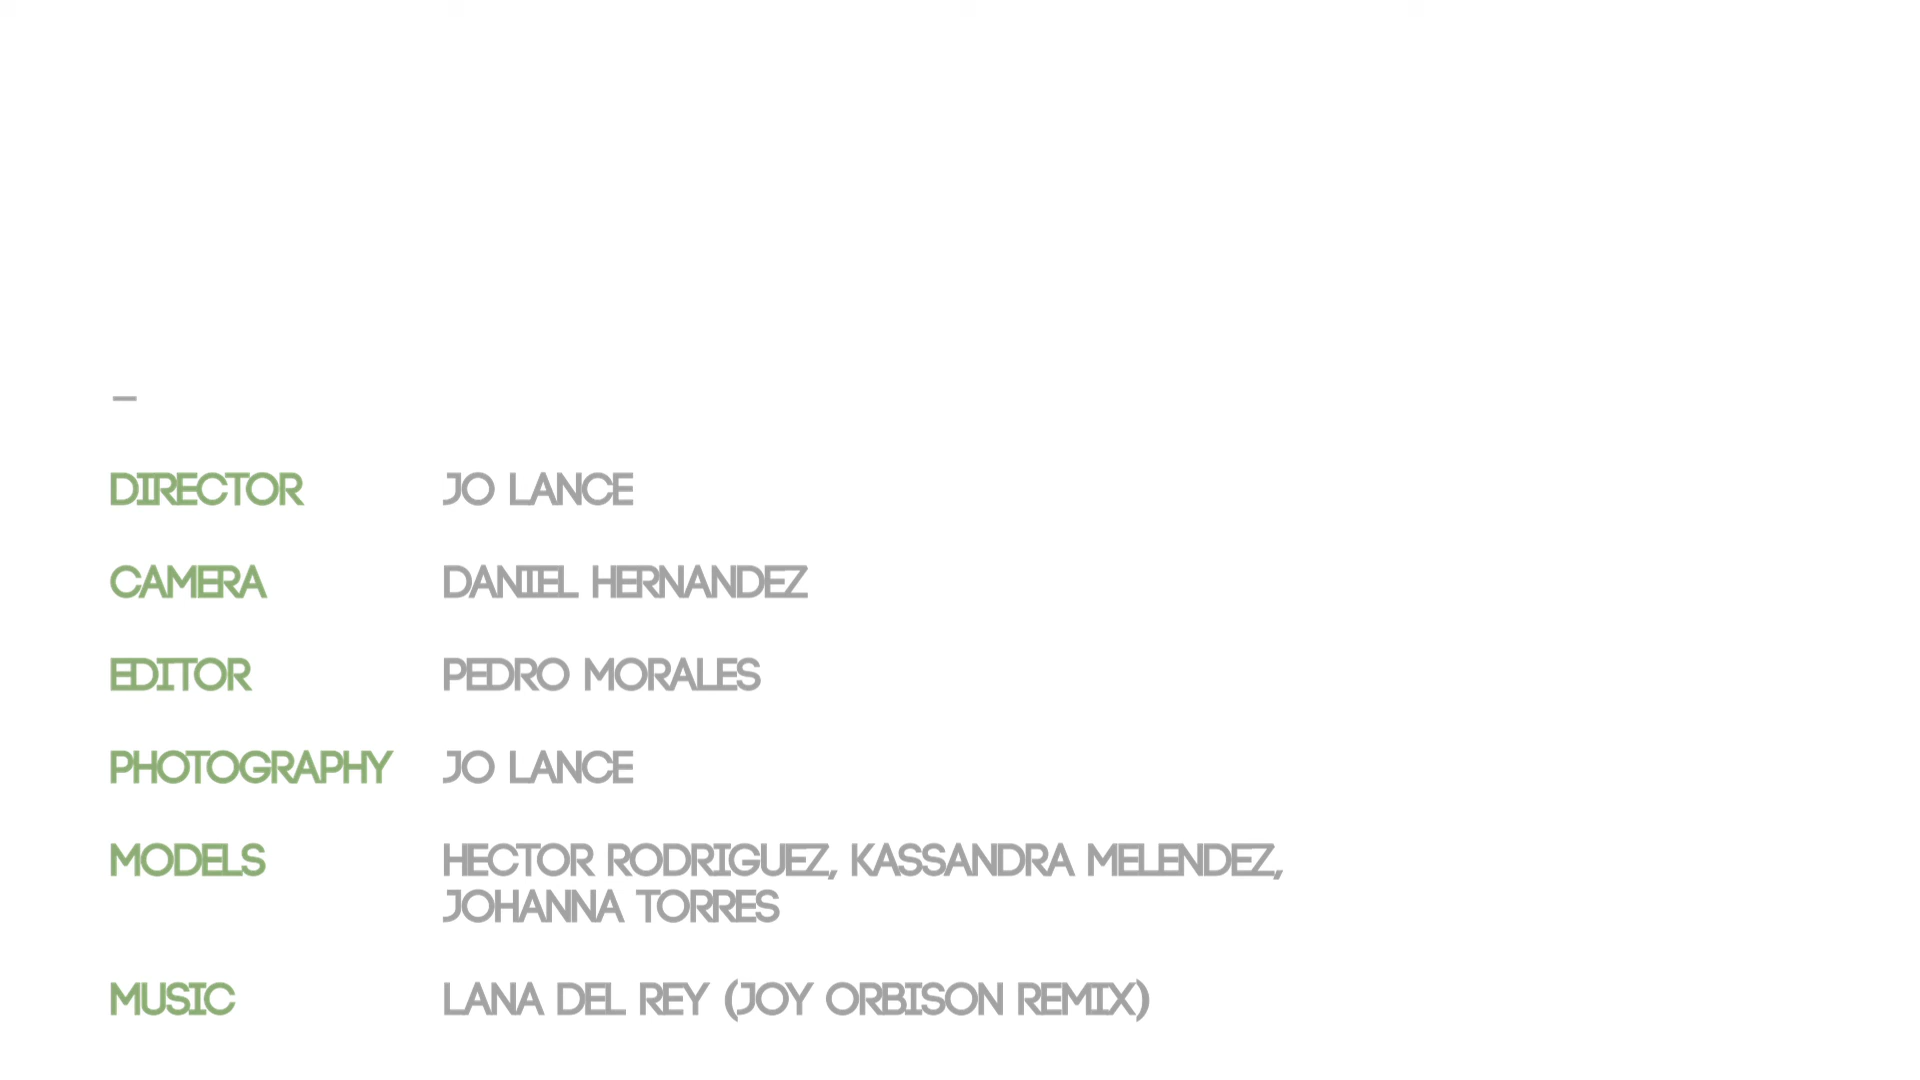 –
DIRECTOR JO LANCE
CAMERA DANIEL HERNANDEZ
EDITOR PEDRO MORALES
PHOTOGRAPHY JO LANCE
MODELS HECTOR RODRIGUEZ, KASSANDRA MELENDEZ,
JOHANNA TORRES
MUSIC LANA DEL REY (JOY ORBISON REMIX)